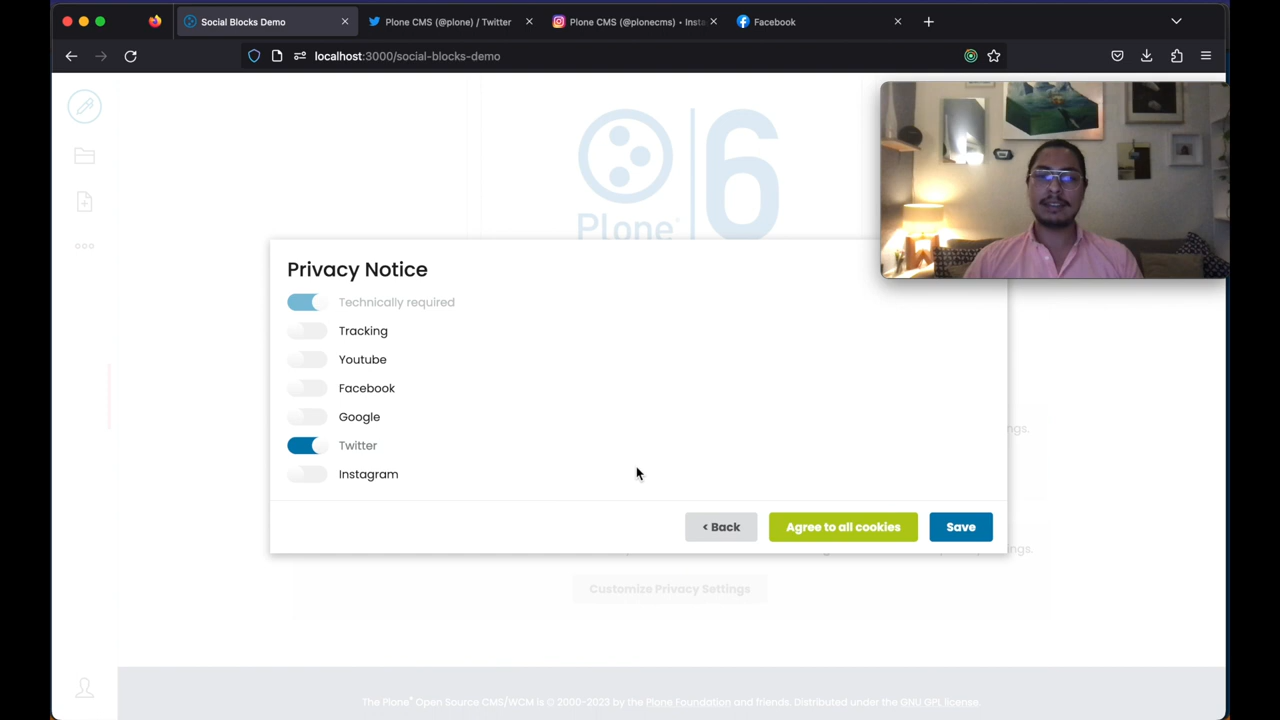 Social Blocks Demo
Plone CMS (@plone) / Twitter
Plone CMS (@plonecms) • Insta
Facebook
localhost:3000/social-blocks-demo
Plone® 6
Privacy Notice
Technically required
Tracking
Youtube
Facebook
Google
Twitter
Instagram
ngs.
< Back
Agree to all cookies
Save
ngs.
Customize Privacy Settings
The Plone® Open Source CMS/WCM is © 2000-2023 by the Plone Foundation and friends. Distributed under the GNU GPL license.